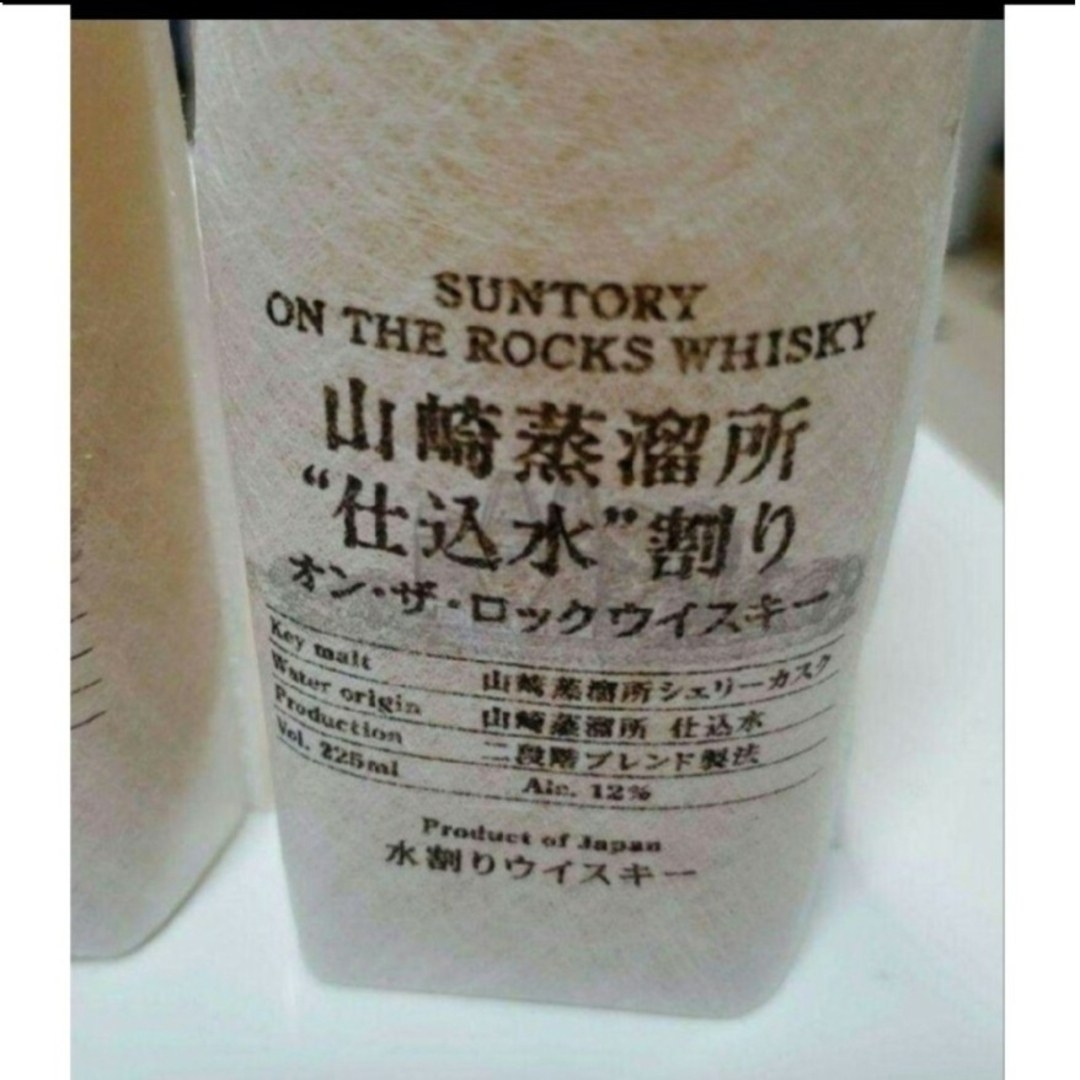 SUNTORY
ON THE ROCKS WHISKY
山崎蒸溜所
“仕込水”割り
オン・ザ・ロックウイスキー
Key malt 山崎蒸溜所シェリーカスク
Water origin 山崎蒸溜所 仕込水
Production 二段階ブレンド製法
Vol. 225ml Alc. 12%
Product of Japan
水割りウイスキー